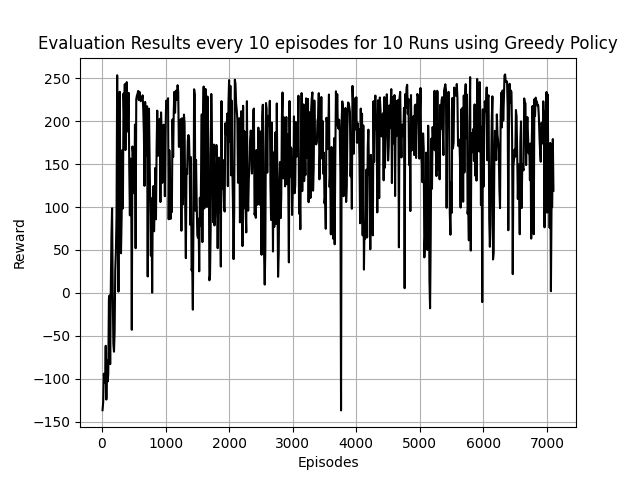 Evaluation Results every 10 episodes for 10 Runs using Greedy Policy
250
200
150
100
50
0
−50
−100
−150
Reward
0 1000 2000 3000 4000 5000 6000 7000
Episodes